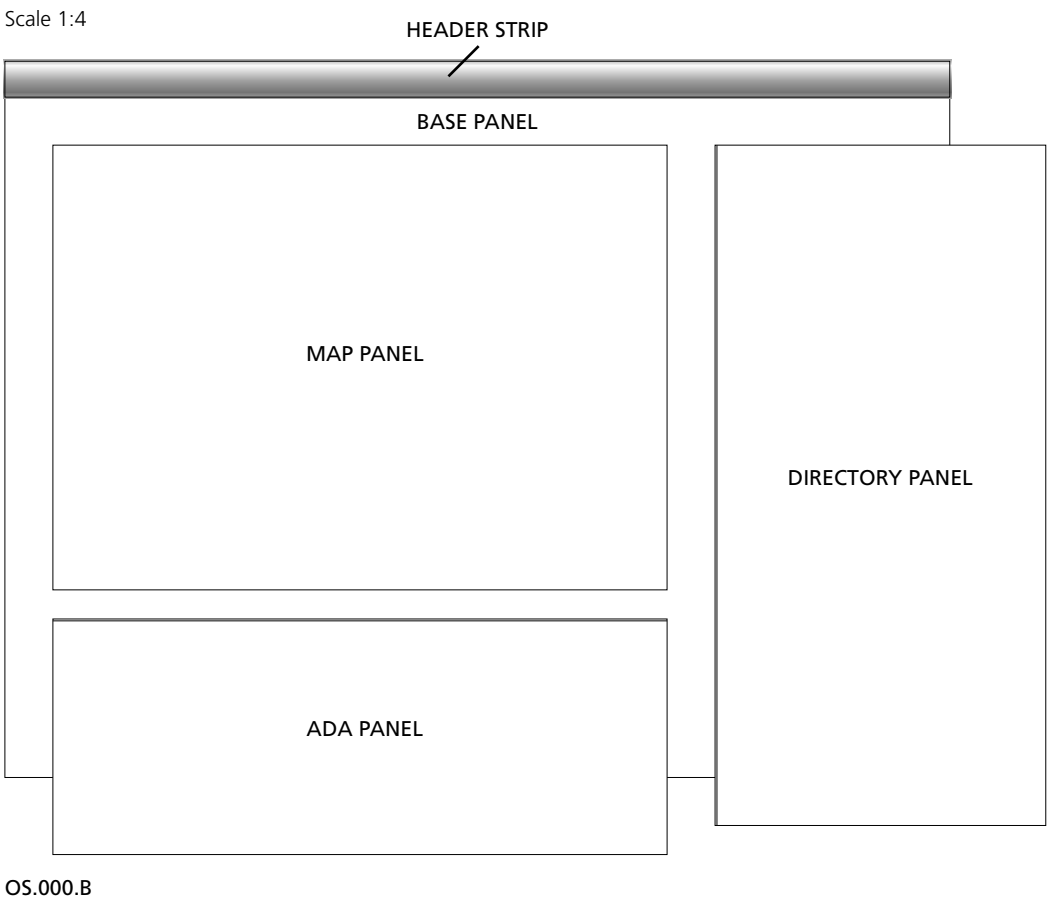 Scale 1:4
HEADER STRIP
BASE PANEL
MAP PANEL
DIRECTORY PANEL
ADA PANEL
OS.000.B